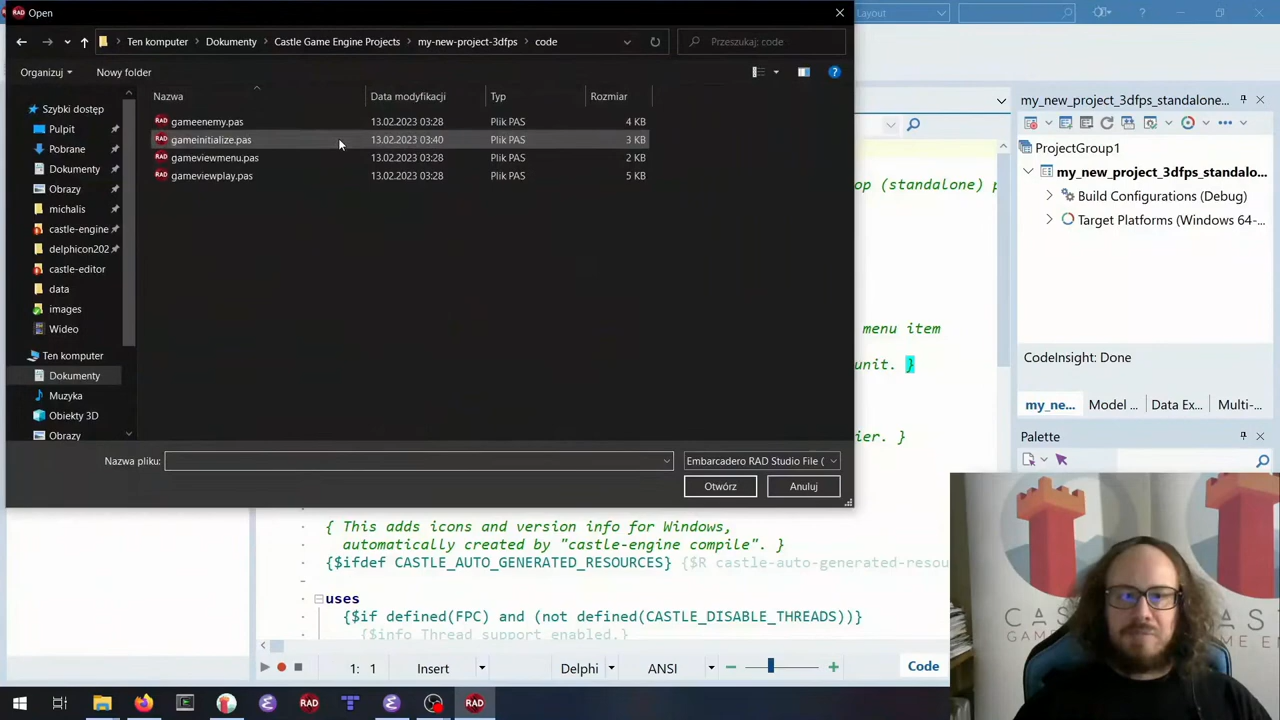 RAD Open
Layout
Ten komputer > Dokumenty > Castle Game Engine Projects > my-new-project-3dfps > code
Przeszukaj: code
Organizuj
Nowy folder
Nazwa
Data modyfikacji
Typ
Rozmiar
RAD gameenemy.pas 13.02.2023 03:28 Plik PAS 4 KB
RAD gameinitialize.pas 13.02.2023 03:40 Plik PAS 3 KB
RAD gameviewmenu.pas 13.02.2023 03:28 Plik PAS 2 KB
RAD gameviewplay.pas 13.02.2023 03:28 Plik PAS 5 KB
Szybki dostęp
Pulpit
Pobrane
Dokumenty
Obrazy
michalis
castle-engine
delphicon202
castle-editor
data
images
Wideo
Ten komputer
Dokumenty
Muzyka
Obiekty 3D
Obrazy
Nazwa pliku:
Embarcadero RAD Studio File (
Otwórz
Anuluj
op (standalone) p
menu item
unit. }
ier. }
{ This adds icons and version info for Windows,
automatically created by "castle-engine compile". }
{$ifdef CASTLE_AUTO_GENERATED_RESOURCES} {$R castle-auto-generated-resou
uses
{$if defined(FPC) and (not defined(CASTLE_DISABLE_THREADS))}
{$info Thread support enabled.}
1: 1
Insert
Delphi
ANSI
Code
my_new_project_3dfps_standalone...
ProjectGroup1
my_new_project_3dfps_standalo...
Build Configurations (Debug)
Target Platforms (Windows 64-...
CodeInsight: Done
my_ne...
Model ...
Data Ex...
Multi-...
Palette
RAD
RAD